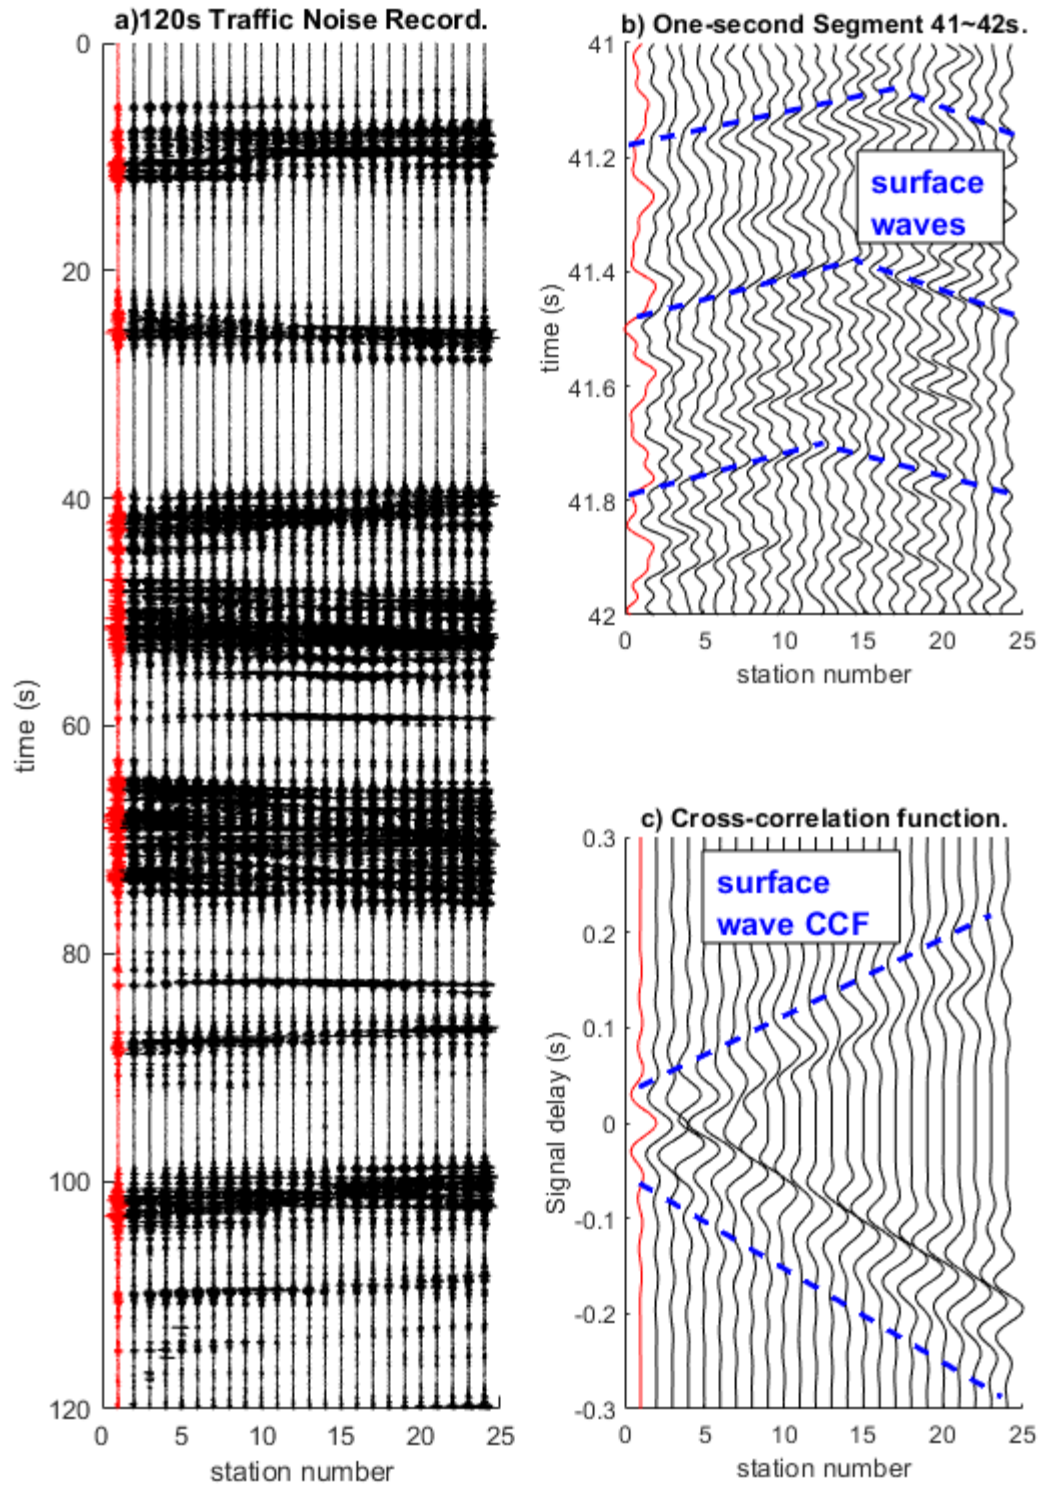 a)120s Traffic Noise Record.
0
20
40
60
80
100
120
time (s)
0 5 10 15 20 25
station number
b) One-second Segment 41~42s.
41
41.2
41.4
41.6
41.8
42
time (s)
surface
waves
0 5 10 15 20 25
station number
c) Cross-correlation function.
0.3
0.2
0.1
0
-0.1
-0.2
-0.3
Signal delay (s)
surface
wave CCF
0 5 10 15 20 25
station number